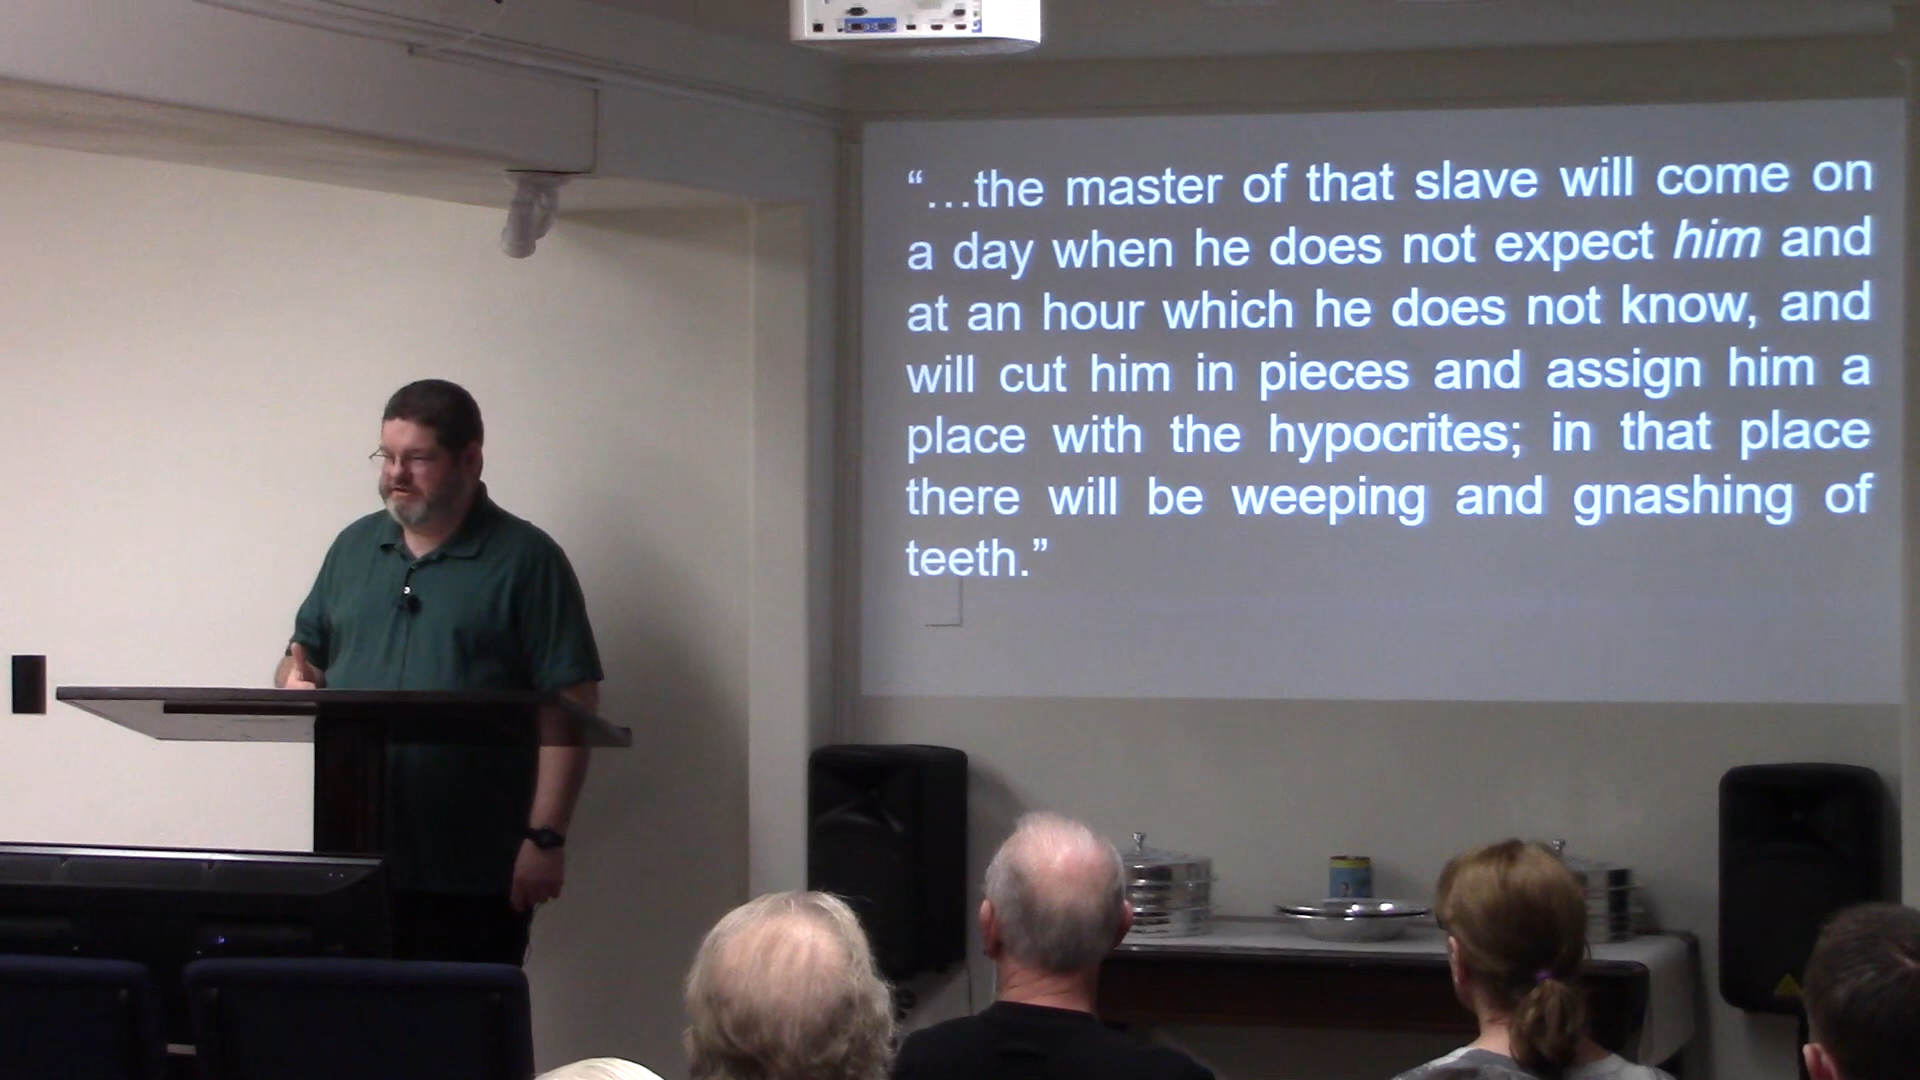 “…the master of that slave will come on
a day when he does not expect him and
at an hour which he does not know, and
will cut him in pieces and assign him a
place with the hypocrites; in that place
there will be weeping and gnashing of
teeth.”